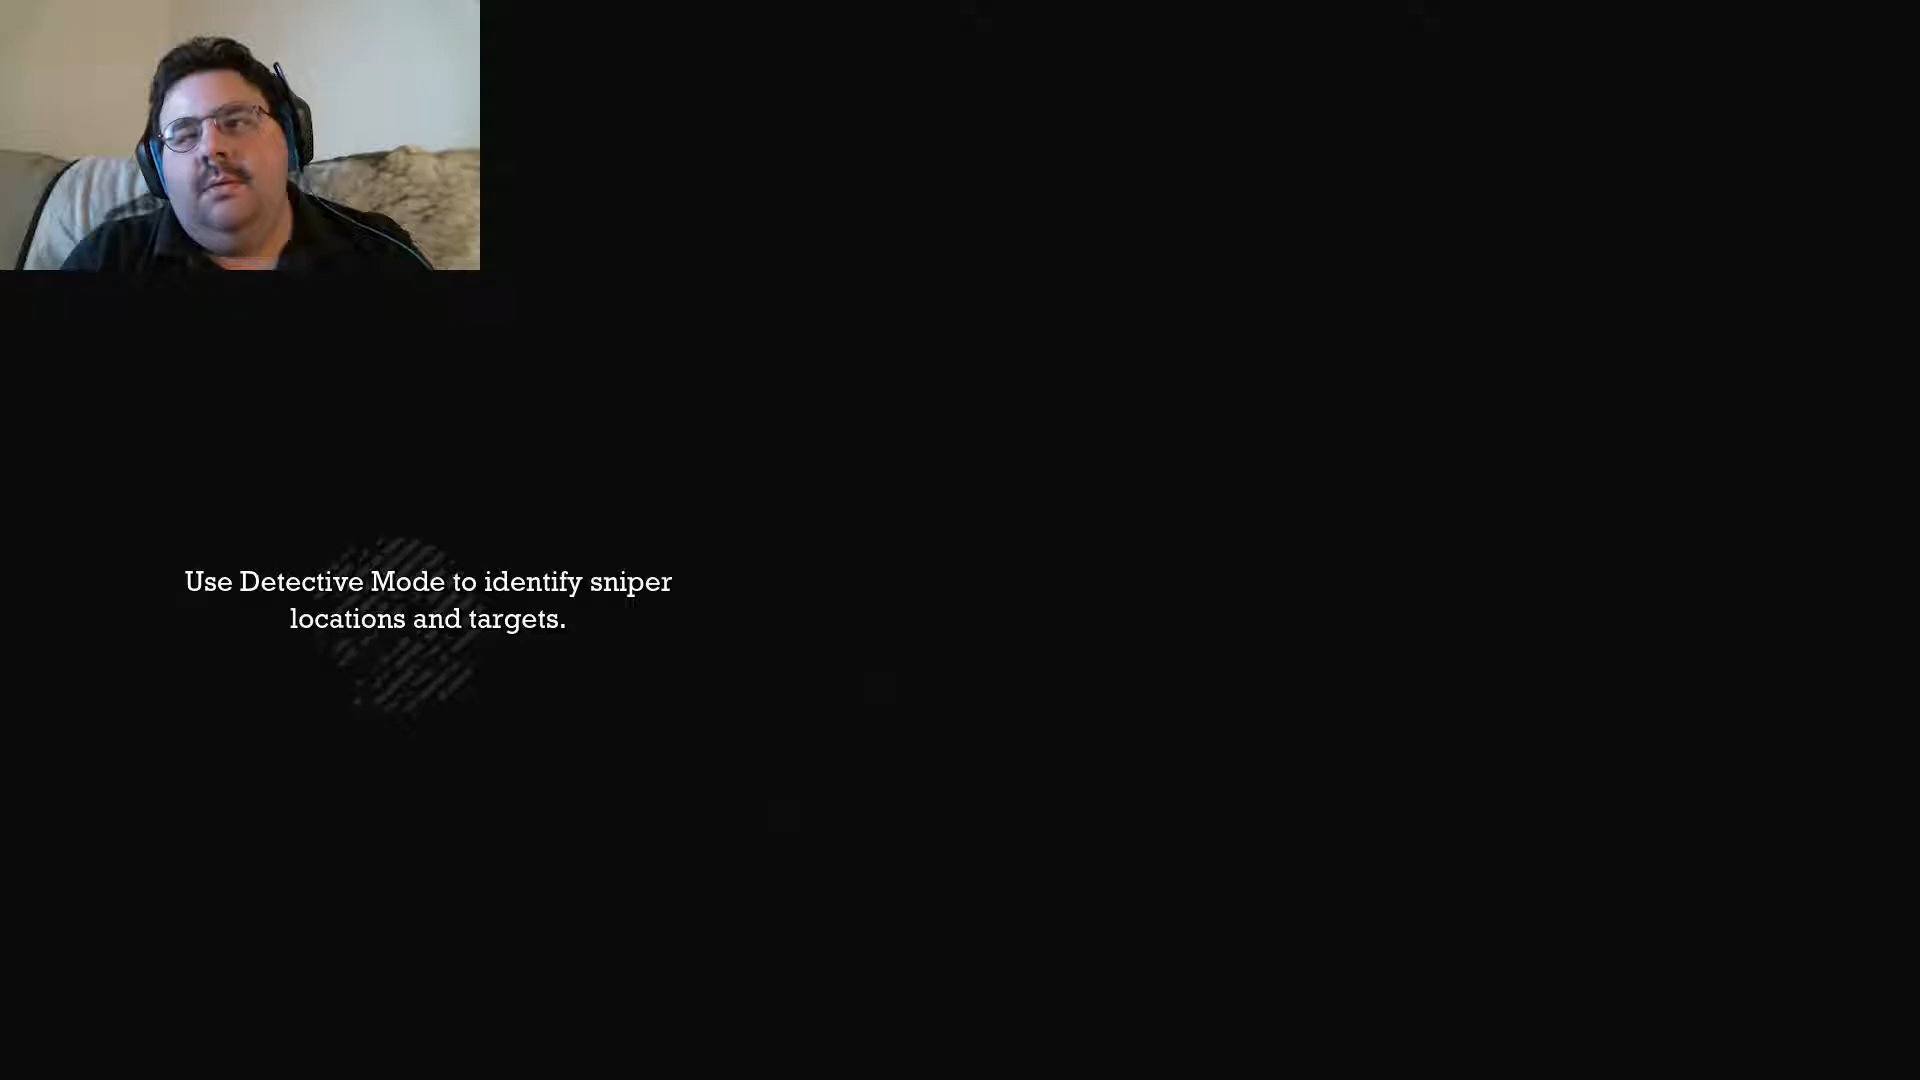 Use Detective Mode to identify sniper
locations and targets.